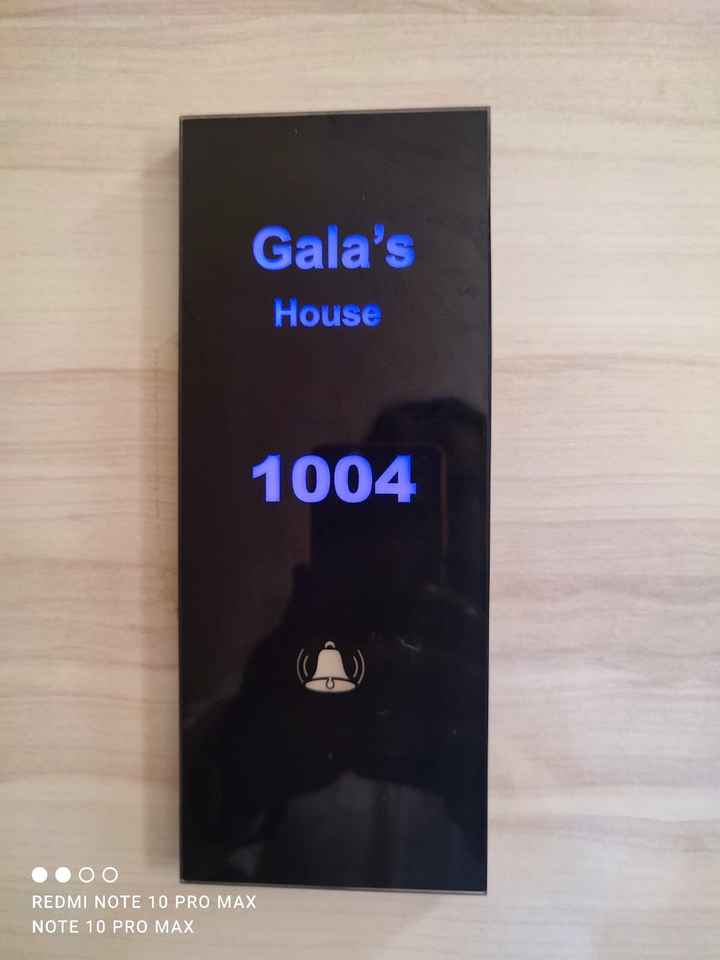 Gala's
House
1004
REDMI NOTE 10 PRO MAX
NOTE 10 PRO MAX